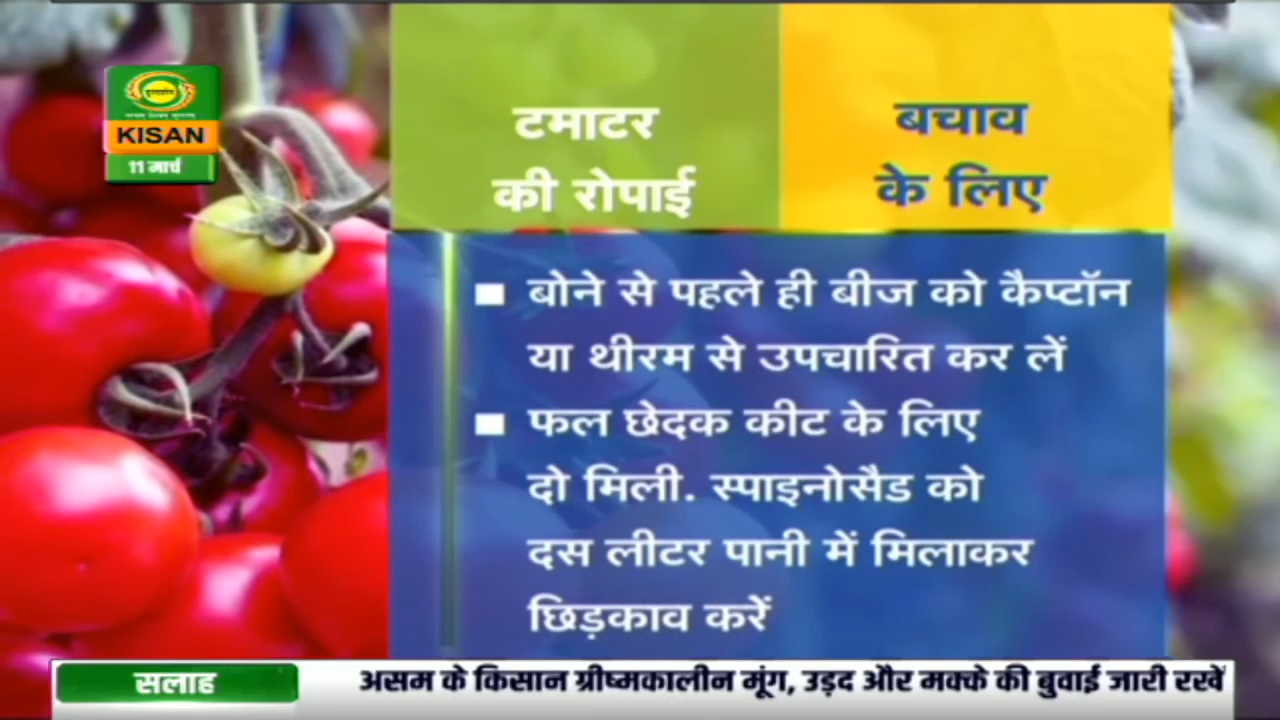 KISAN
11 मार्च
टमाटर
की रोपाई
बचाव
के लिए
■ बोने से पहले ही बीज को कैप्टॉन
या थीरम से उपचारित कर लें
■ फल छेदक कीट के लिए
दो मिली. स्पाइनोसैड को
दस लीटर पानी में मिलाकर
छिड़काव करें
सलाह
असम के किसान ग्रीष्मकालीन मूंग, उड़द और मक्के की बुवाई जारी रखें